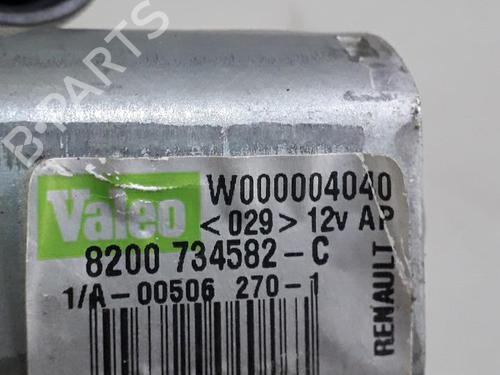 B-PARTS
Valeo
W000004040
<029> 12v AP
8200 734582-C
1/A-00506 270-1
RENAULT